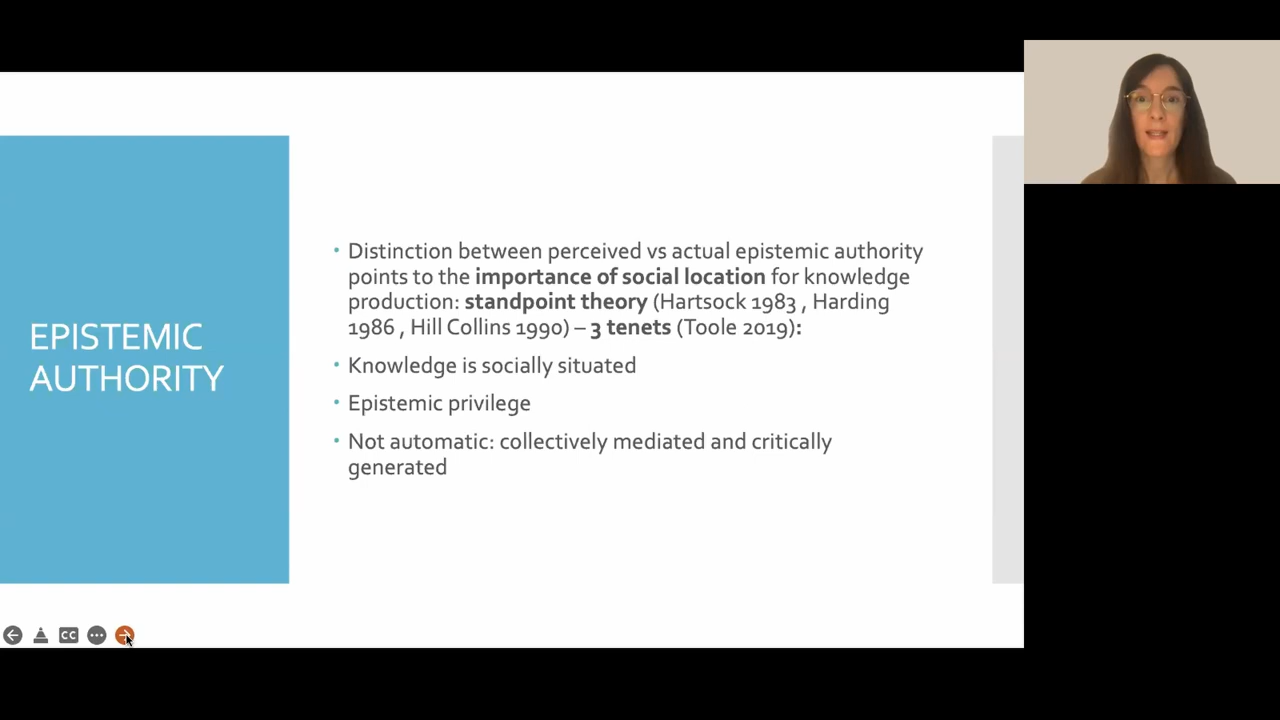 EPISTEMIC
AUTHORITY
• Distinction between perceived vs actual epistemic authority
points to the importance of social location for knowledge
production: standpoint theory (Hartsock 1983 , Harding
1986 , Hill Collins 1990) – 3 tenets (Toole 2019):
• Knowledge is socially situated
• Epistemic privilege
• Not automatic: collectively mediated and critically
generated
CC